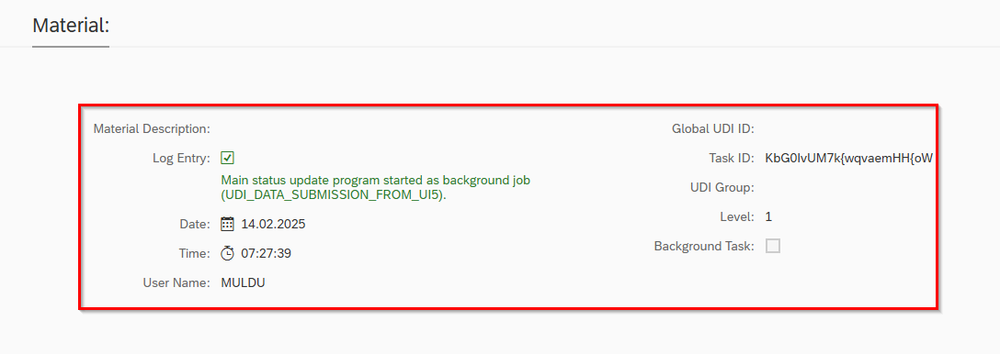 Material:
Material Description:
Log Entry:
Main status update program started as background job
(UDI_DATA_SUBMISSION_FROM_UI5).
Date: 14.02.2025
Time: 07:27:39
User Name: MULDU
Global UDI ID:
Task ID: KbG0IvUM7k{wqvaemHH{oW
UDI Group:
Level: 1
Background Task: